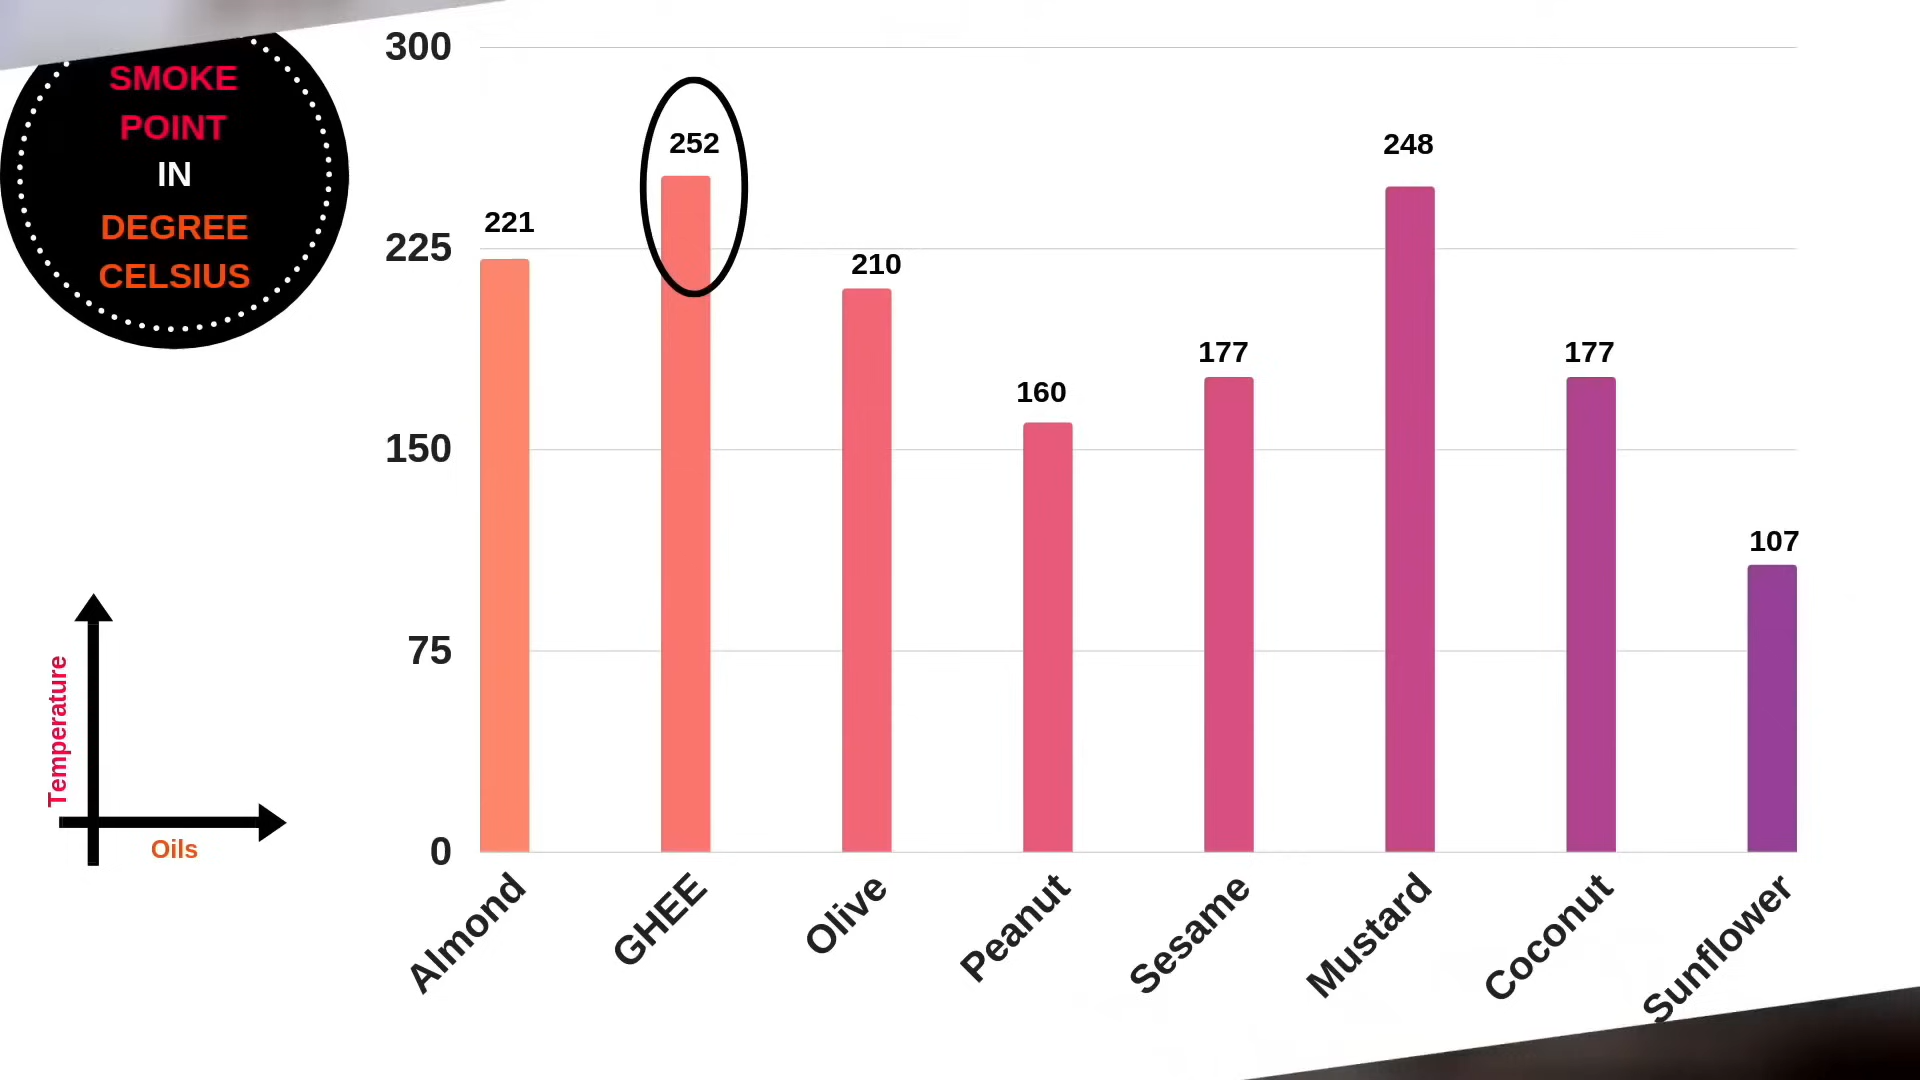 SMOKE
POINT
IN
DEGREE
CELSIUS
300
225
150
75
0
221
252
210
160
177
248
177
107
Almond
GHEE
Olive
Peanut
Sesame
Mustard
Coconut
Sunflower
Temperature
Oils